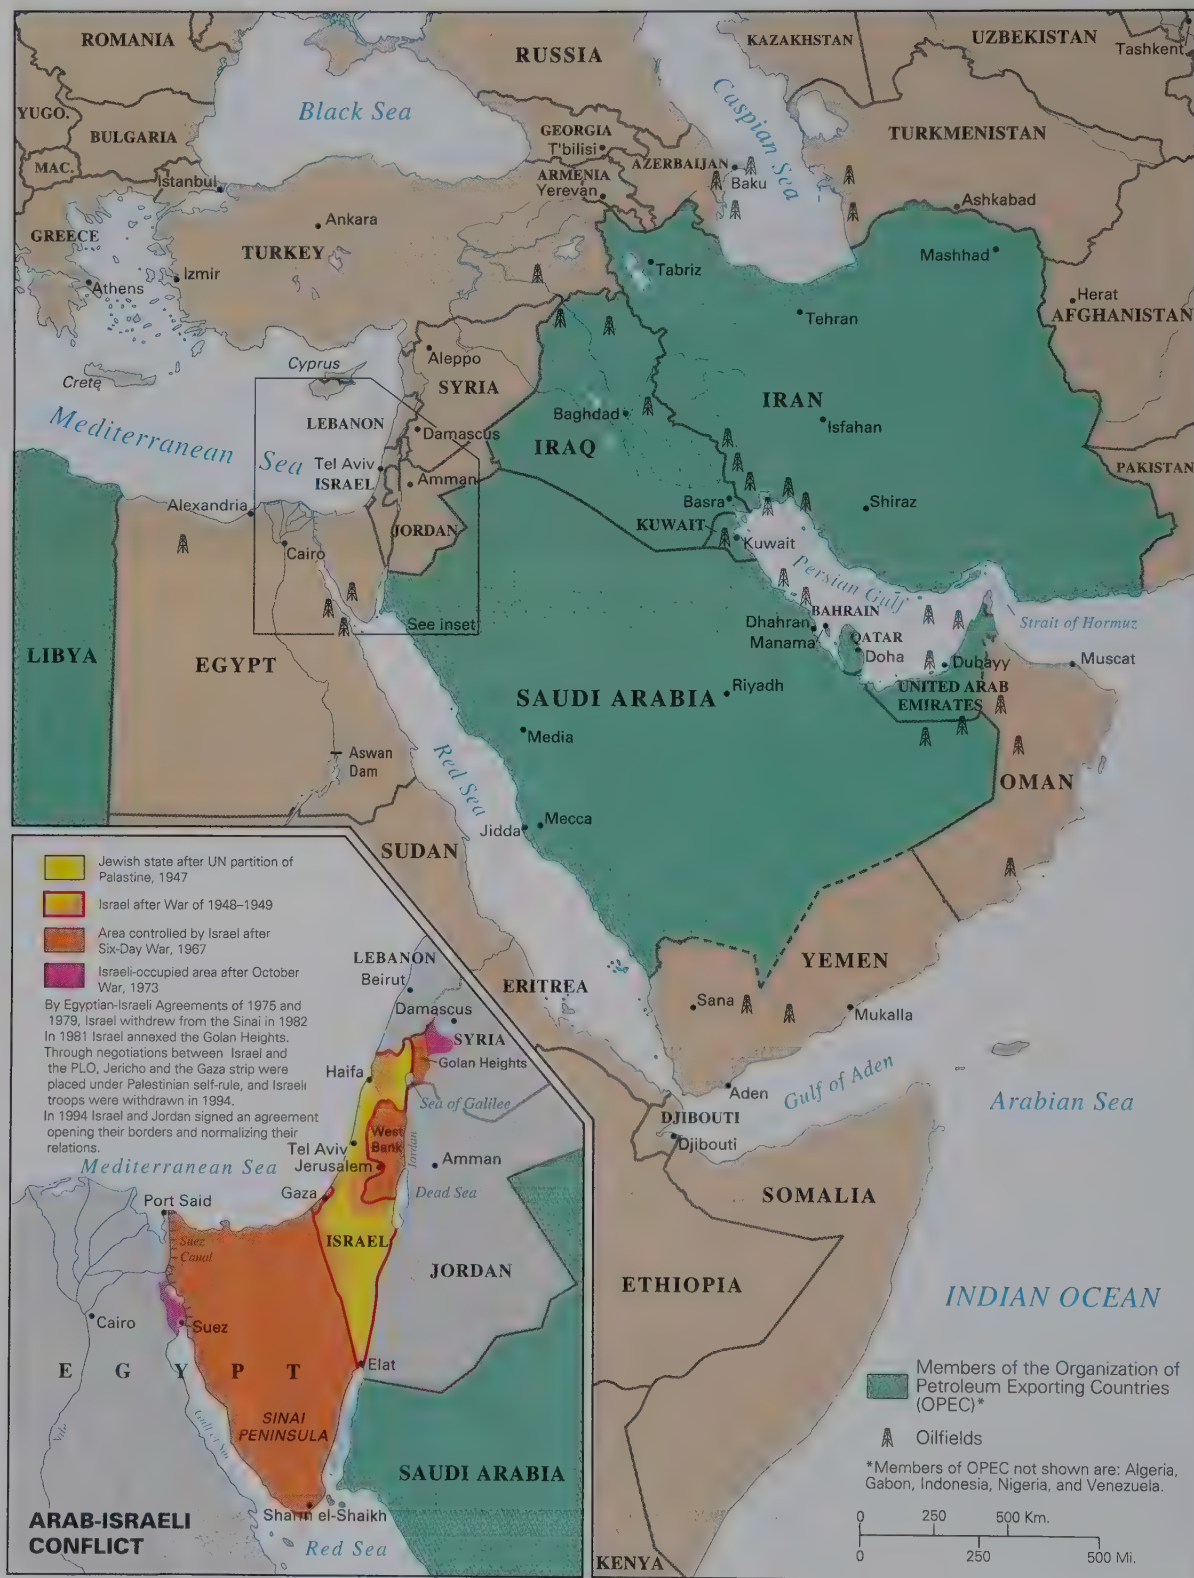 ROMANIA
RUSSIA
KAZAKHSTAN
UZBEKISTAN
Tashkent
YUGO.
Black Sea
Caspian Sea
BULGARIA
GEORGIA
T'bilisi
TURKMENISTAN
MAC.
ARMENIA
Yerevan
AZERBAIJAN
Baku
Istanbul
Ashkabad
Ankara
GREECE
TURKEY
Mashhad
Tabriz
Izmir
Athens
Herat
AFGHANISTAN
Tehran
Aleppo
Cyprus
Crete
SYRIA
IRAN
LEBANON
Baghdad
Isfahan
Mediterranean Sea
Damascus
IRAQ
Tel Aviv
ISRAEL
Amman
PAKISTAN
Alexandria
Basra
Shiraz
JORDAN
KUWAIT
Kuwait
Cairo
Persian Gulf
See inset
BAHRAIN
Dhahran
Manama
QATAR
Doha
Strait of Hormuz
LIBYA
EGYPT
Dubayy
Muscat
SAUDI ARABIA
Riyadh
UNITED ARAB
EMIRATES
Media
Red Sea
Aswan
Dam
OMAN
Jidda
Mecca
SUDAN
YEMEN
ERITREA
Sana
Mukalla
Aden
Gulf of Aden
Arabian Sea
DJIBOUTI
Djibouti
SOMALIA
ETHIOPIA
INDIAN OCEAN
KENYA
Members of the Organization of
Petroleum Exporting Countries
(OPEC)*
Oilfields
*Members of OPEC not shown are: Algeria,
Gabon, Indonesia, Nigeria, and Venezuela.
0 250 500 Km.
0 250 500 Mi.
Jewish state after UN partition of
Palastine, 1947
Israel after War of 1948–1949
Area controlled by Israel after
Six-Day War, 1967
Israeli-occupied area after October
War, 1973
By Egyptian-Israeli Agreements of 1975 and
1979, Israel withdrew from the Sinai in 1982
In 1981 Israel annexed the Golan Heights.
Through negotiations between Israel and
the PLO, Jericho and the Gaza strip were
placed under Palestinian self-rule, and Israeli
troops were withdrawn in 1994.
In 1994 Israel and Jordan signed an agreement
opening their borders and normalizing their
relations.
LEBANON
Beirut
Damascus
SYRIA
Golan Heights
Haifa
Sea of Galilee
West
Bank
Tel Aviv
Jerusalem
Jordan
Amman
Mediterranean Sea
Gaza
Dead Sea
Port Said
Suez
Canal
ISRAEL
JORDAN
Cairo
Suez
EGYPT
Elat
SINAI
PENINSULA
Nile
SAUDI ARABIA
Sharm el-Shaikh
Red Sea
ARAB-ISRAELI
CONFLICT